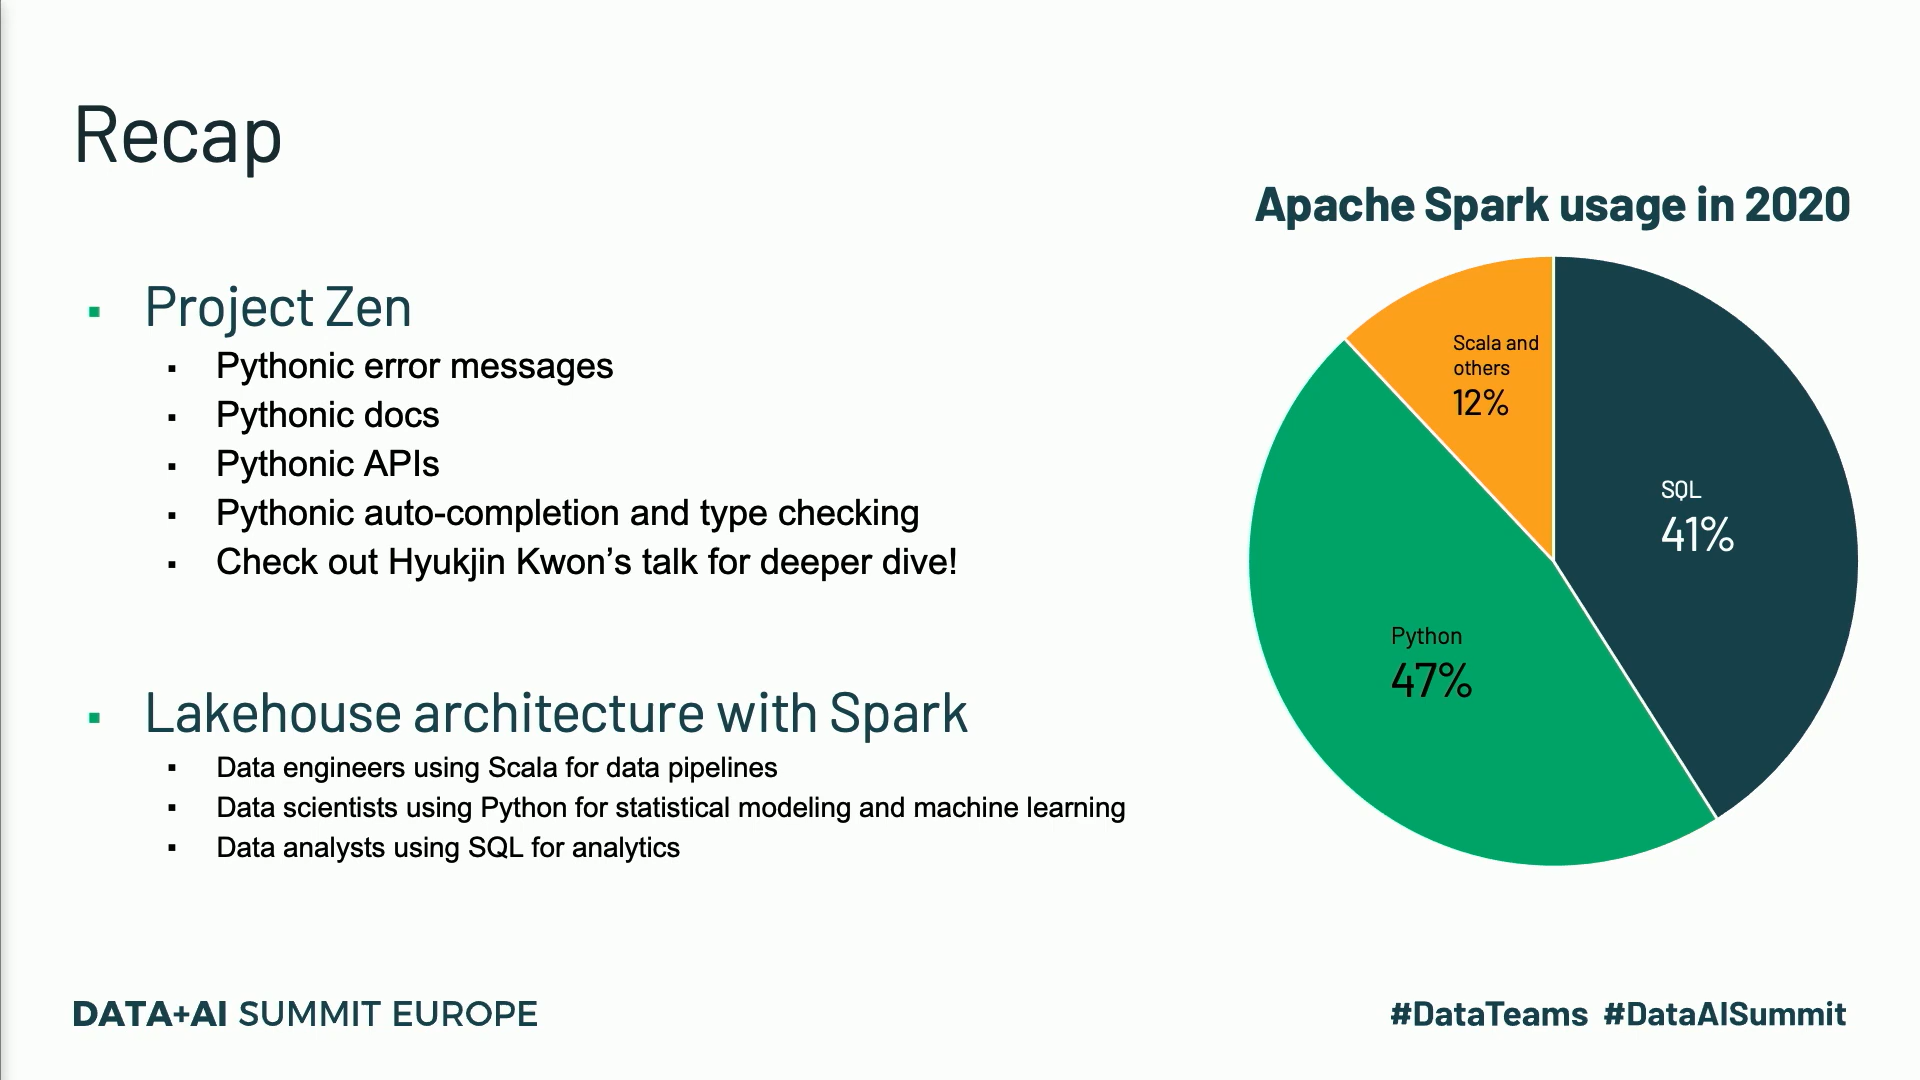 Recap
Project Zen
Pythonic error messages
Pythonic docs
Pythonic APIs
Pythonic auto-completion and type checking
Check out Hyukjin Kwon’s talk for deeper dive!
Lakehouse architecture with Spark
Data engineers using Scala for data pipelines
Data scientists using Python for statistical modeling and machine learning
Data analysts using SQL for analytics
Apache Spark usage in 2020
Scala and
others
12%
SQL
41%
Python
47%
DATA+AI SUMMIT EUROPE
#DataTeams #DataAISummit